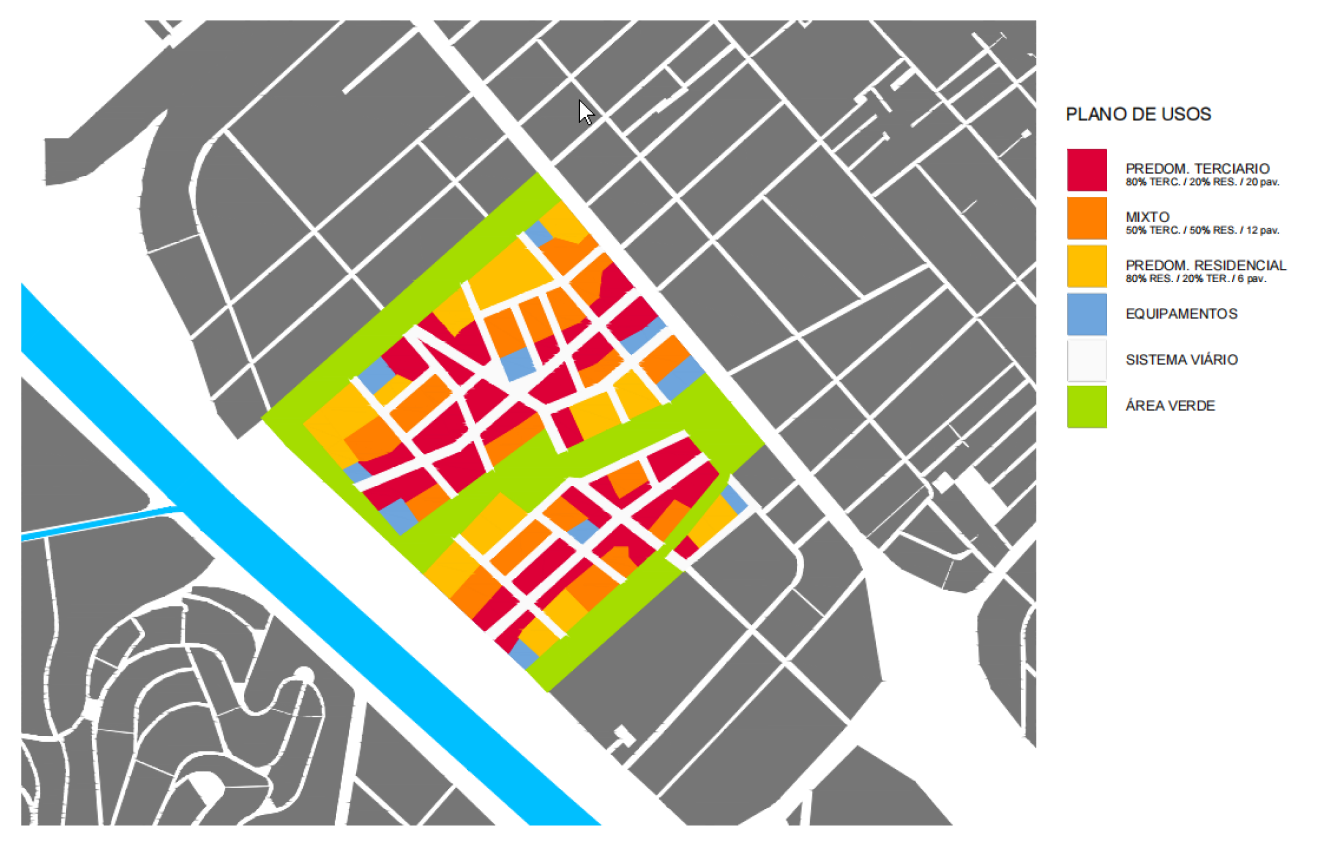 PLANO DE USOS
PREDOM. TERCIARIO
80% TERC. / 20% RES. / 20 pav.
MIXTO
50% TERC. / 50% RES. / 12 pav.
PREDOM. RESIDENCIAL
80% RES. / 20% TER. / 6 pav.
EQUIPAMENTOS
SISTEMA VIÁRIO
ÁREA VERDE